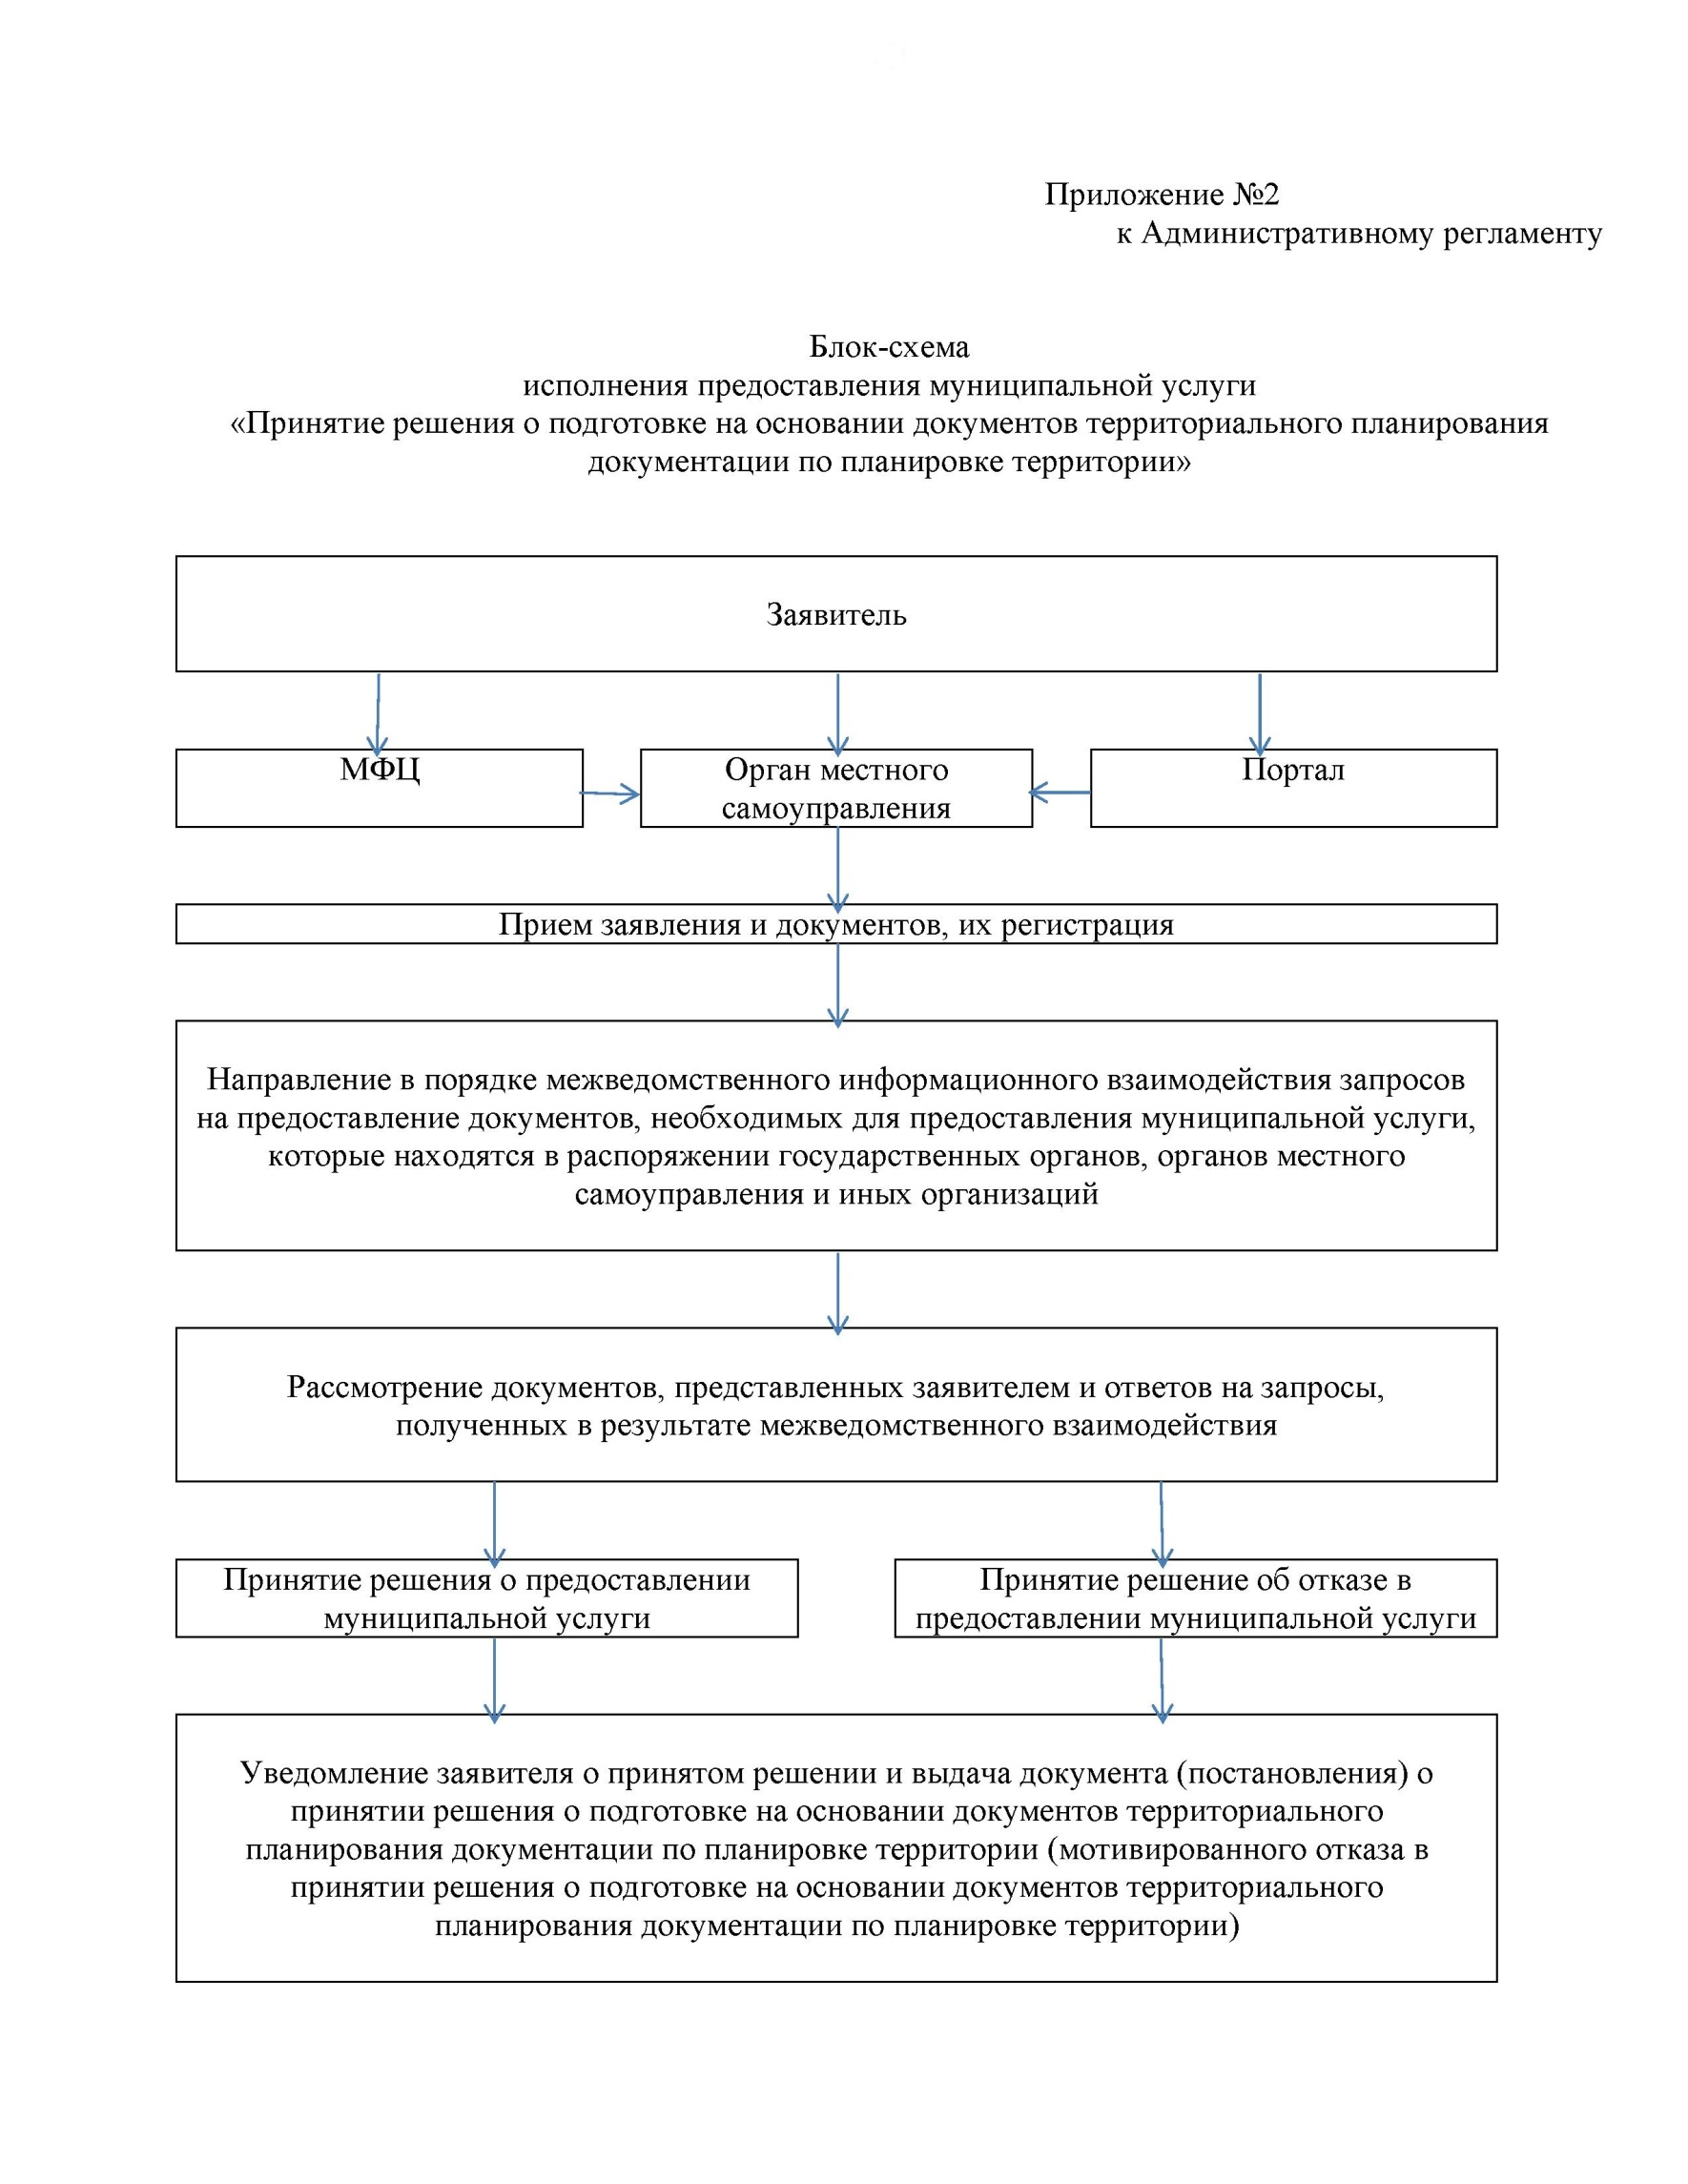 Приложение №2
к Административному регламенту
Блок-схема
исполнения предоставления муниципальной услуги
«Принятие решения о подготовке на основании документов территориального планирования
документации по планировке территории»
Заявитель
МФЦ
Орган местного
самоуправления
Портал
Прием заявления и документов, их регистрация
Направление в порядке межведомственного информационного взаимодействия запросов
на предоставление документов, необходимых для предоставления муниципальной услуги,
которые находятся в распоряжении государственных органов, органов местного
самоуправления и иных организаций
Рассмотрение документов, представленных заявителем и ответов на запросы,
полученных в результате межведомственного взаимодействия
Принятие решения о предоставлении
муниципальной услуги
Принятие решение об отказе в
предоставлении муниципальной услуги
Уведомление заявителя о принятом решении и выдача документа (постановления) о
принятии решения о подготовке на основании документов территориального
планирования документации по планировке территории (мотивированного отказа в
принятии решения о подготовке на основании документов территориального
планирования документации по планировке территории)